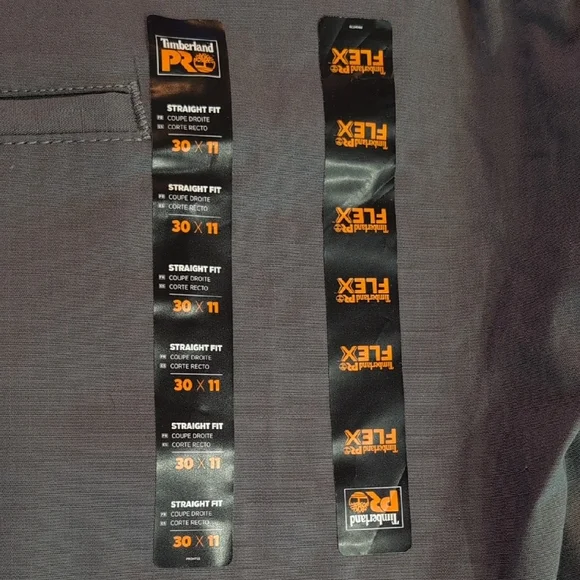 Timberland
PRO
STRAIGHT FIT
FR COUPE DROITE
ES CORTE RECTO
30 X 11
STRAIGHT FIT
FR COUPE DROITE
ES CORTE RECTO
30 X 11
STRAIGHT FIT
FR COUPE DROITE
ES CORTE RECTO
30 X 11
STRAIGHT FIT
FR COUPE DROITE
ES CORTE RECTO
30 X 11
STRAIGHT FIT
FR COUPE DROITE
ES CORTE RECTO
30 X 11
STRAIGHT FIT
FR COUPE DROITE
ES CORTE RECTO
30 X 11
Timberland PRO
FLEX
Timberland PRO
FLEX
Timberland PRO
FLEX
Timberland PRO
FLEX
Timberland PRO
FLEX
Timberland PRO
FLEX
Timberland
PRO